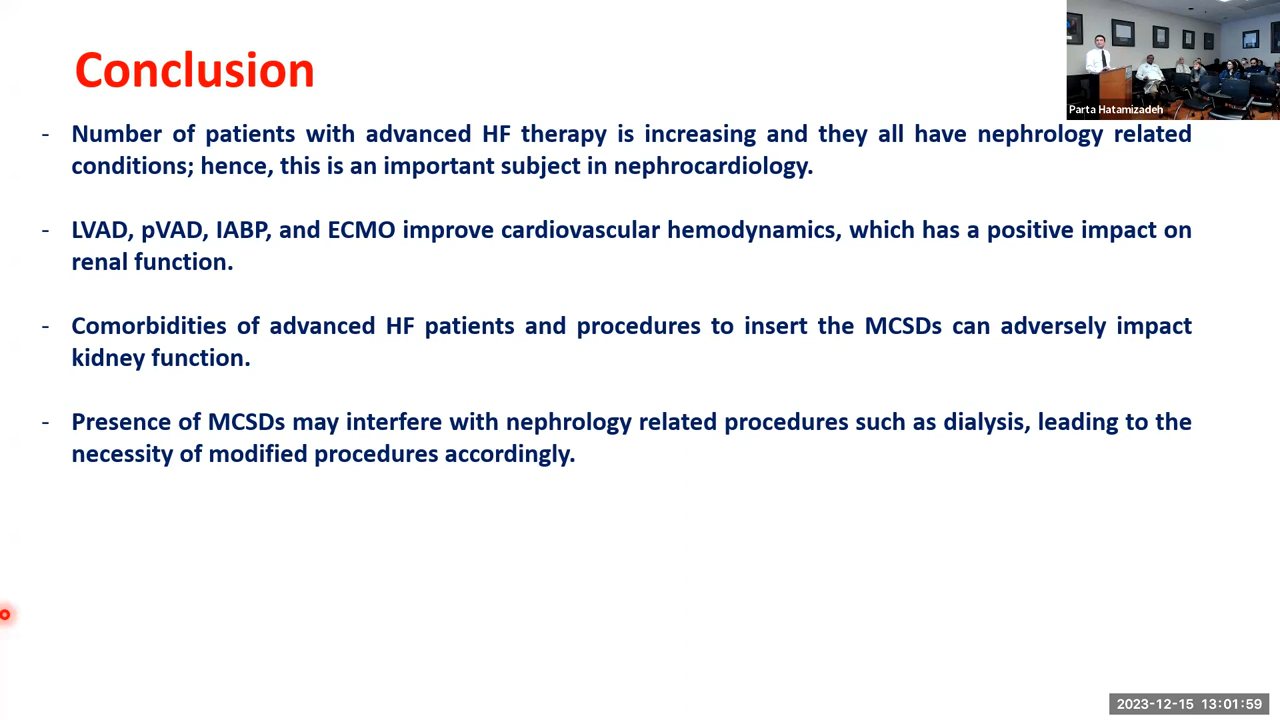 Conclusion
Parta Hatamizadeh
- Number of patients with advanced HF therapy is increasing and they all have nephrology related
conditions; hence, this is an important subject in nephrocardiology.
- LVAD, pVAD, IABP, and ECMO improve cardiovascular hemodynamics, which has a positive impact on
renal function.
- Comorbidities of advanced HF patients and procedures to insert the MCSDs can adversely impact
kidney function.
- Presence of MCSDs may interfere with nephrology related procedures such as dialysis, leading to the
necessity of modified procedures accordingly.
2023-12-15 13:01:59